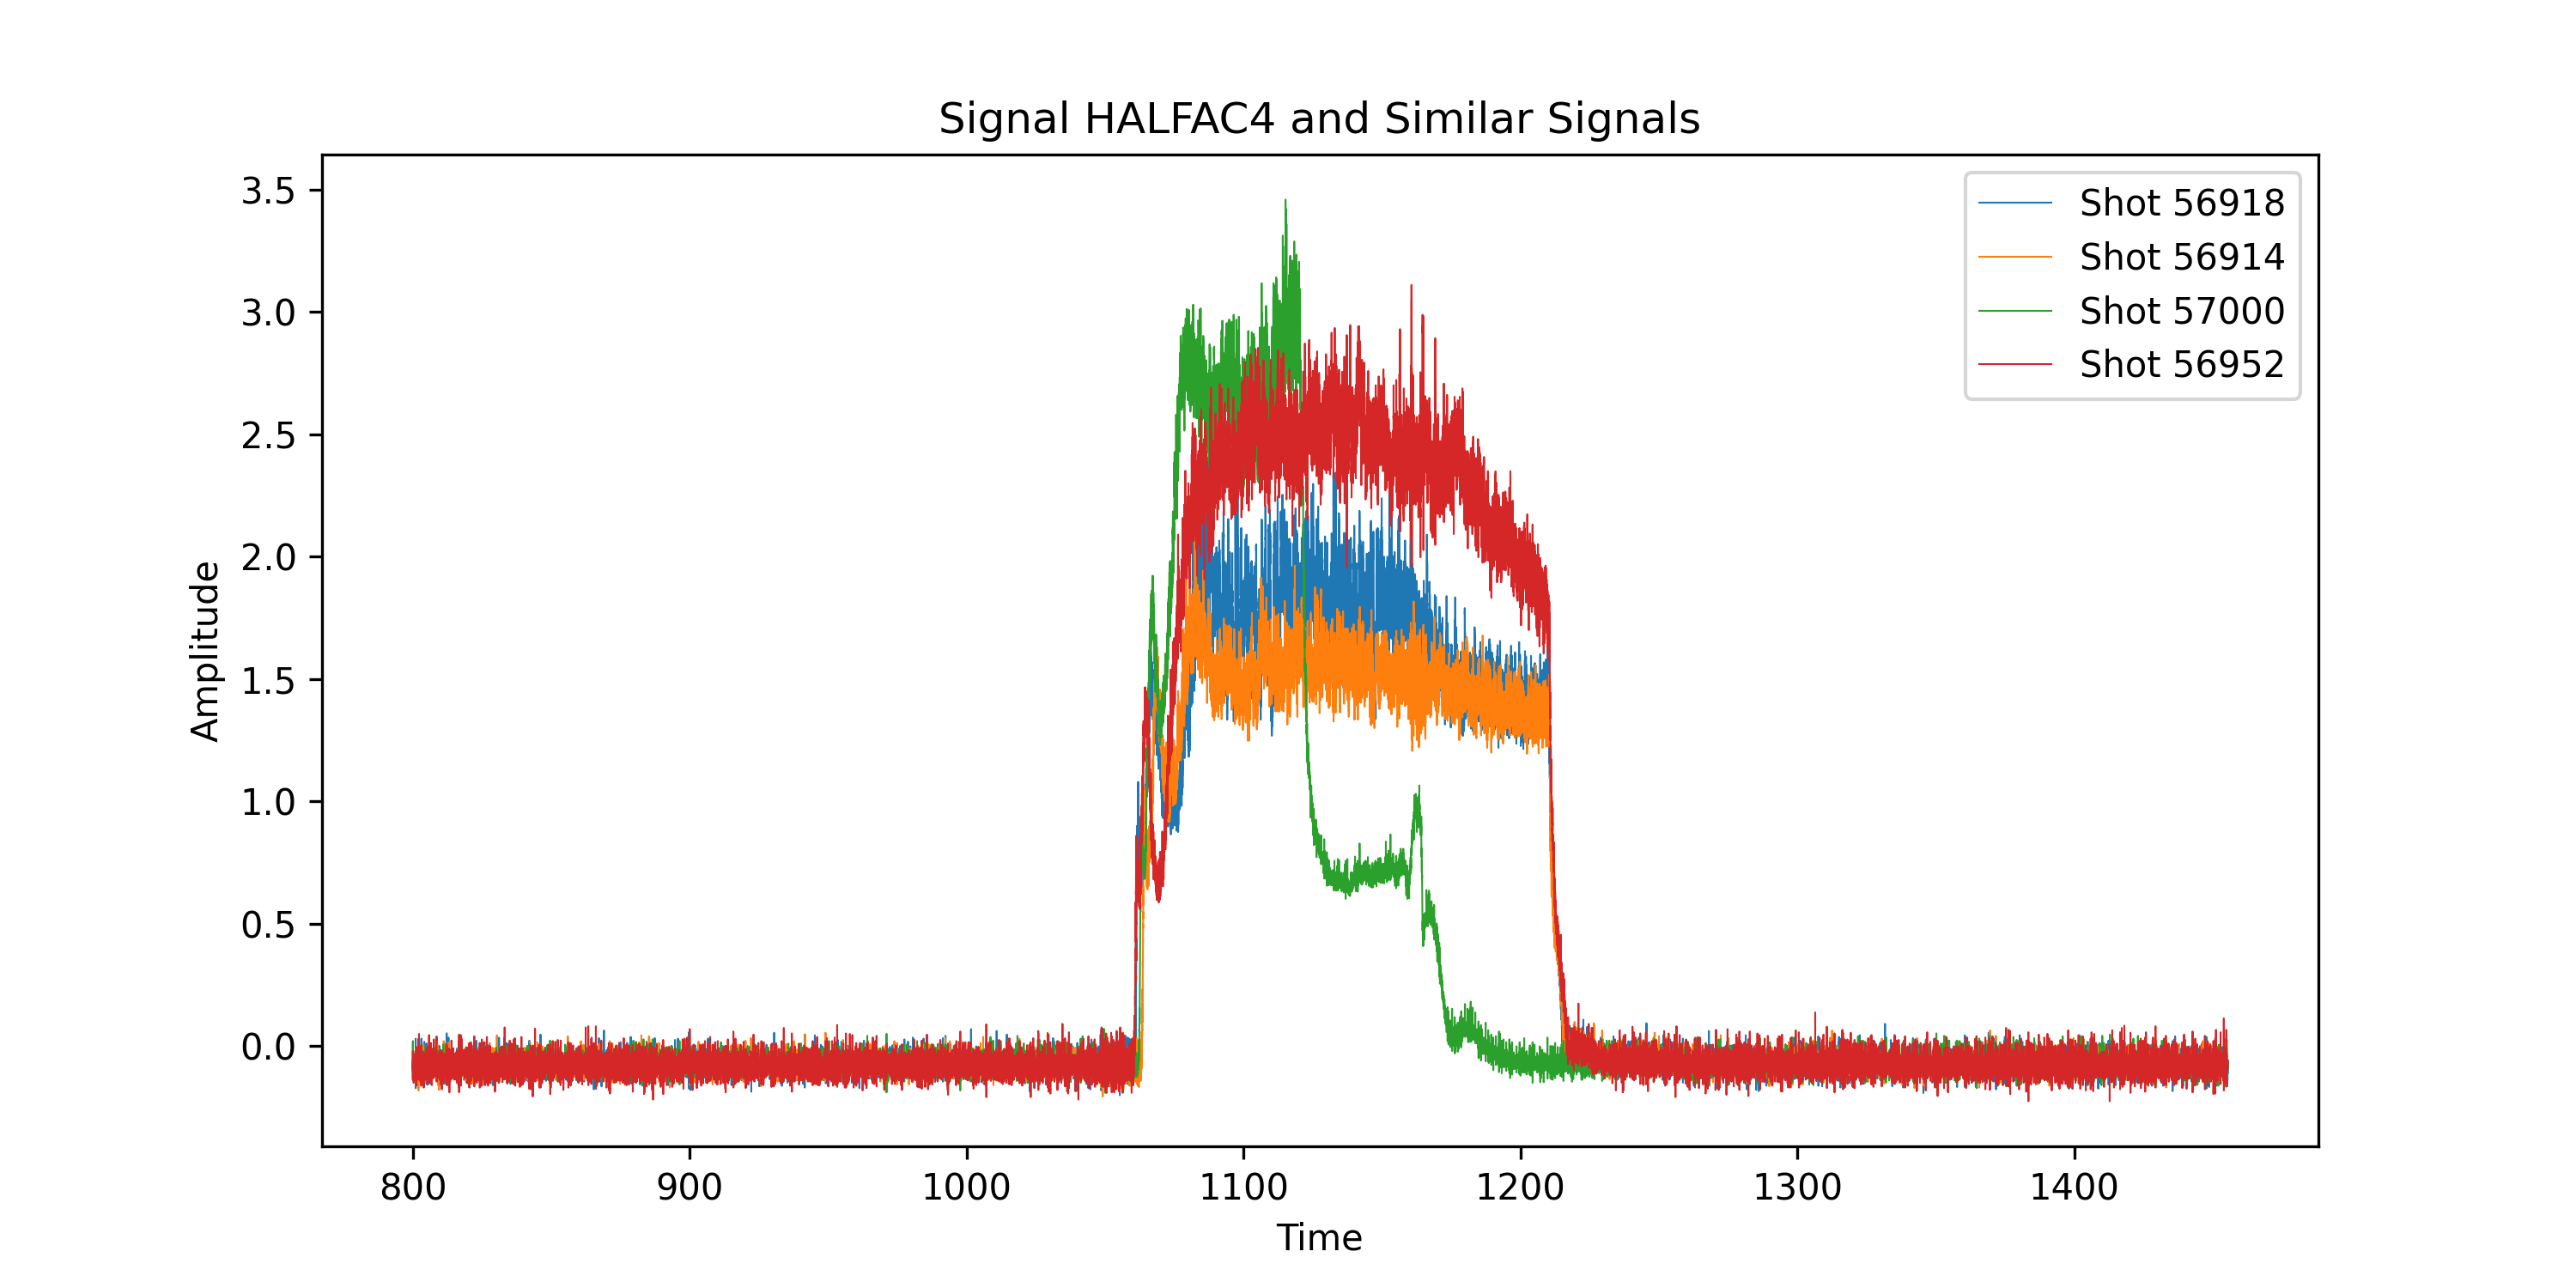 Signal HALFAC4 and Similar Signals
3.5
3.0
2.5
2.0
1.5
1.0
0.5
0.0
Amplitude
800 900 1000 1100 1200 1300 1400
Time
Shot 56918
Shot 56914
Shot 57000
Shot 56952